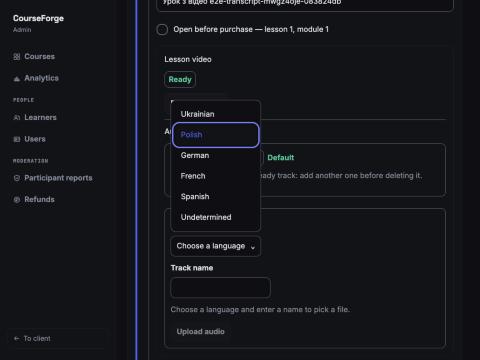 CourseForge
Admin
Courses
Analytics
PEOPLE
Learners
Users
MODERATION
Participant reports
Refunds
← To client
Урок з відео e2e-transcript-mwg24oje-083824db
Open before purchase — lesson 1, module 1
Lesson video
Ready
Ukrainian
Polish
German
French
Spanish
Undetermined
Default
track: add another one before deleting it.
Choose a language
Track name
Choose a language and enter a name to pick a file.
Upload audio